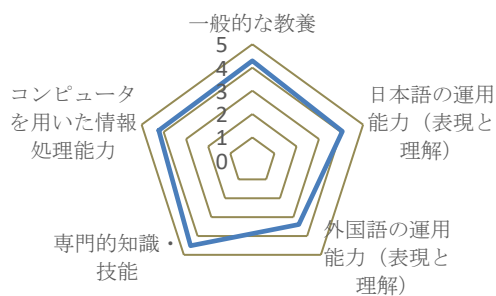 一般的な教養
5
4
3
2
1
0
日本語の運用
能力（表現と
理解）
外国語の運用
能力（表現と
理解）
専門的知識・
技能
コンピュータ
を用いた情報
処理能力